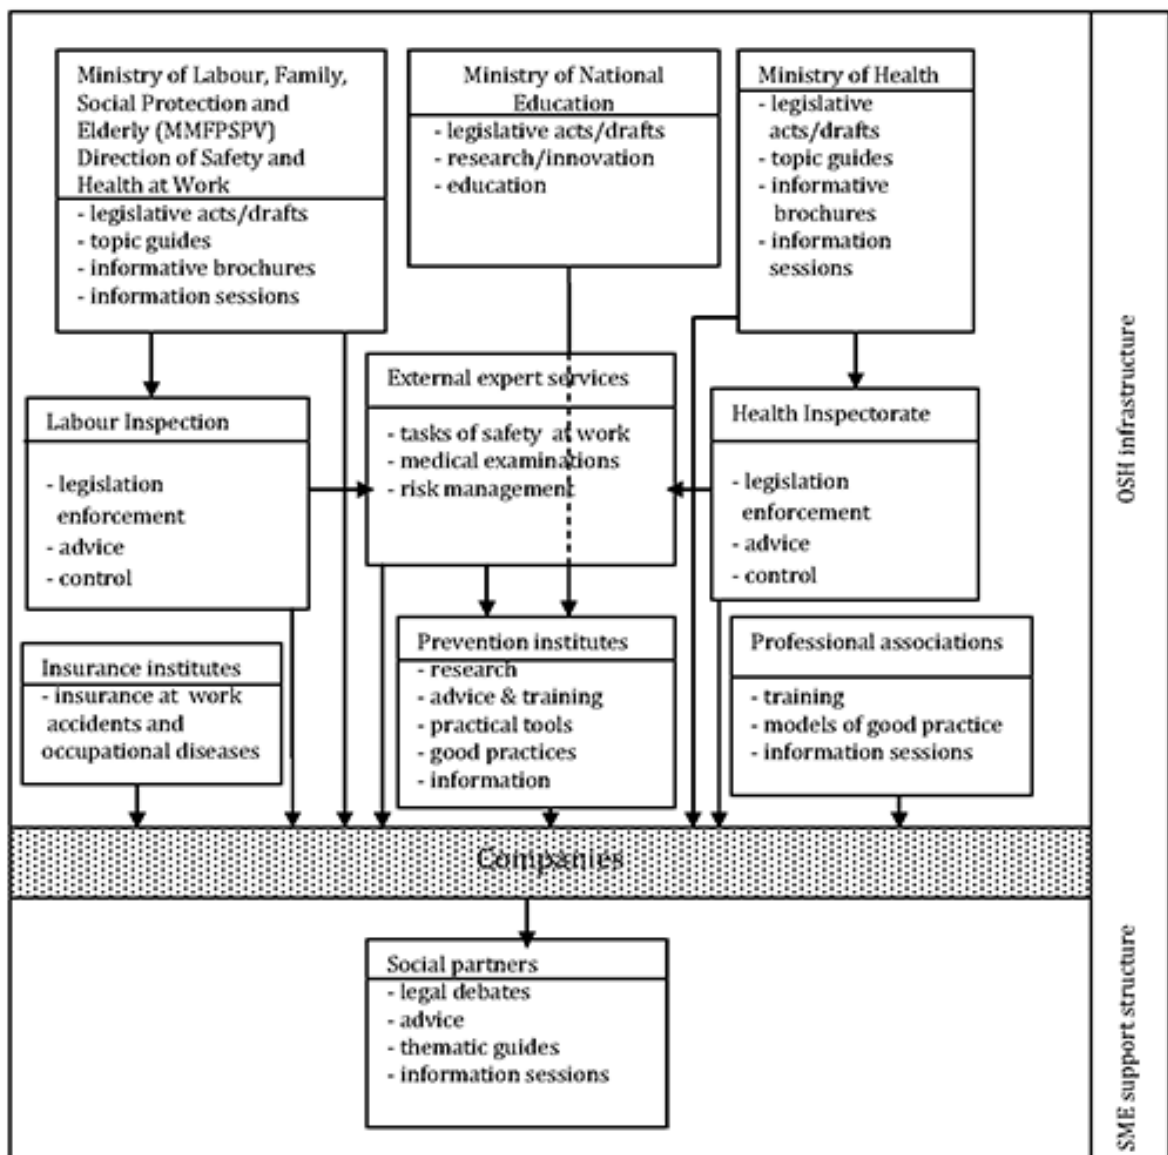 Ministry of Labour, Family,
Social Protection and
Elderly (MMFPSPV)
Direction of Safety and
Health at Work
- legislative acts/drafts
- topic guides
- informative brochures
- information sessions
Ministry of National
Education
- legislative acts/drafts
- research/innovation
- education
Ministry of Health
- legislative
acts/drafts
- topic guides
- informative
brochures
- information
sessions
Labour Inspection
- legislation
enforcement
- advice
- control
External expert services
- tasks of safety at work
- medical examinations
- risk management
Health Inspectorate
- legislation
enforcement
- advice
- control
Insurance institutes
- insurance at work
accidents and
occupational diseases
Prevention institutes
- research
- advice & training
- practical tools
- good practices
- information
Professional associations
- training
- models of good practice
- information sessions
Companies
Social partners
- legal debates
- advice
- thematic guides
- information sessions
OSH infrastructure
SME support structure